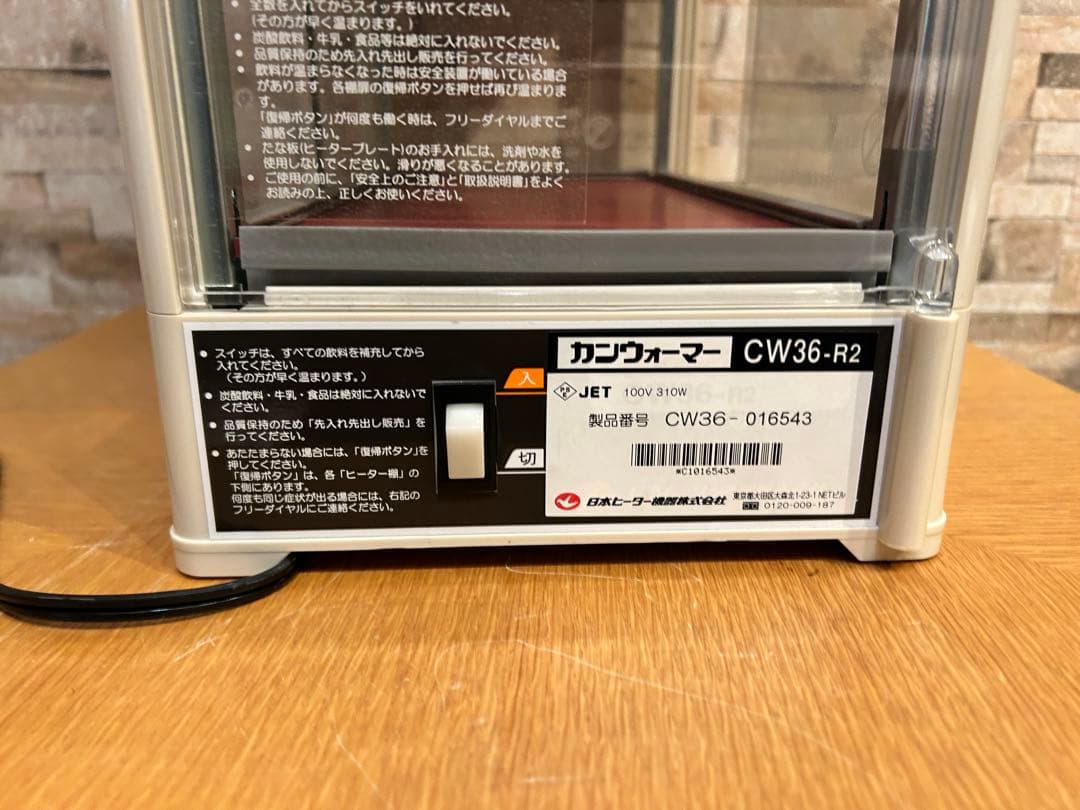 全数を入れてからスイッチをいれてください。
(その方が早く温まります。)
● 炭酸飲料・牛乳・食品等は絶対に入れないでください。
● 品質保持のため先入れ先出し販売を行ってください。
● 飲料が温まらなくなった時は安全装置が働いている場合
があります。各棚扉の復帰ボタンを押せば再び温まりま
す。
「復帰ボタン」が何度も働く時は、フリーダイヤルまでご
連絡ください。
● たな板(ヒータープレート)のお手入れには、洗剤や水を
使用しないでください。滑りが悪くなることがあります。
● ご使用の前に、「安全上のご注意」と「取扱説明書」をよく
お読みの上、正しくお使いください。
● スイッチは、すべての飲料を補充してから
入れてください。
(その方が早く温まります。)
● 炭酸飲料・牛乳・食品は絶対に入れないで
ください。
● 品質保持のため「先入れ先出し販売」を
行ってください。
● あたたまらない場合には、「復帰ボタン」を
押してください。
「復帰ボタン」は、各「ヒーター棚」の
下側にあります。
何度も同じ症状が出る場合には、右記の
フリーダイヤルにご連絡ください。
入
切
カンウォーマー CW36-R2
PS E JET 100V 310W
製品番号 CW36- 016543
*C1016543*
日本ヒーター機器株式会社
東京都大田区大森北1-23-1 NETビル
0120-009-187